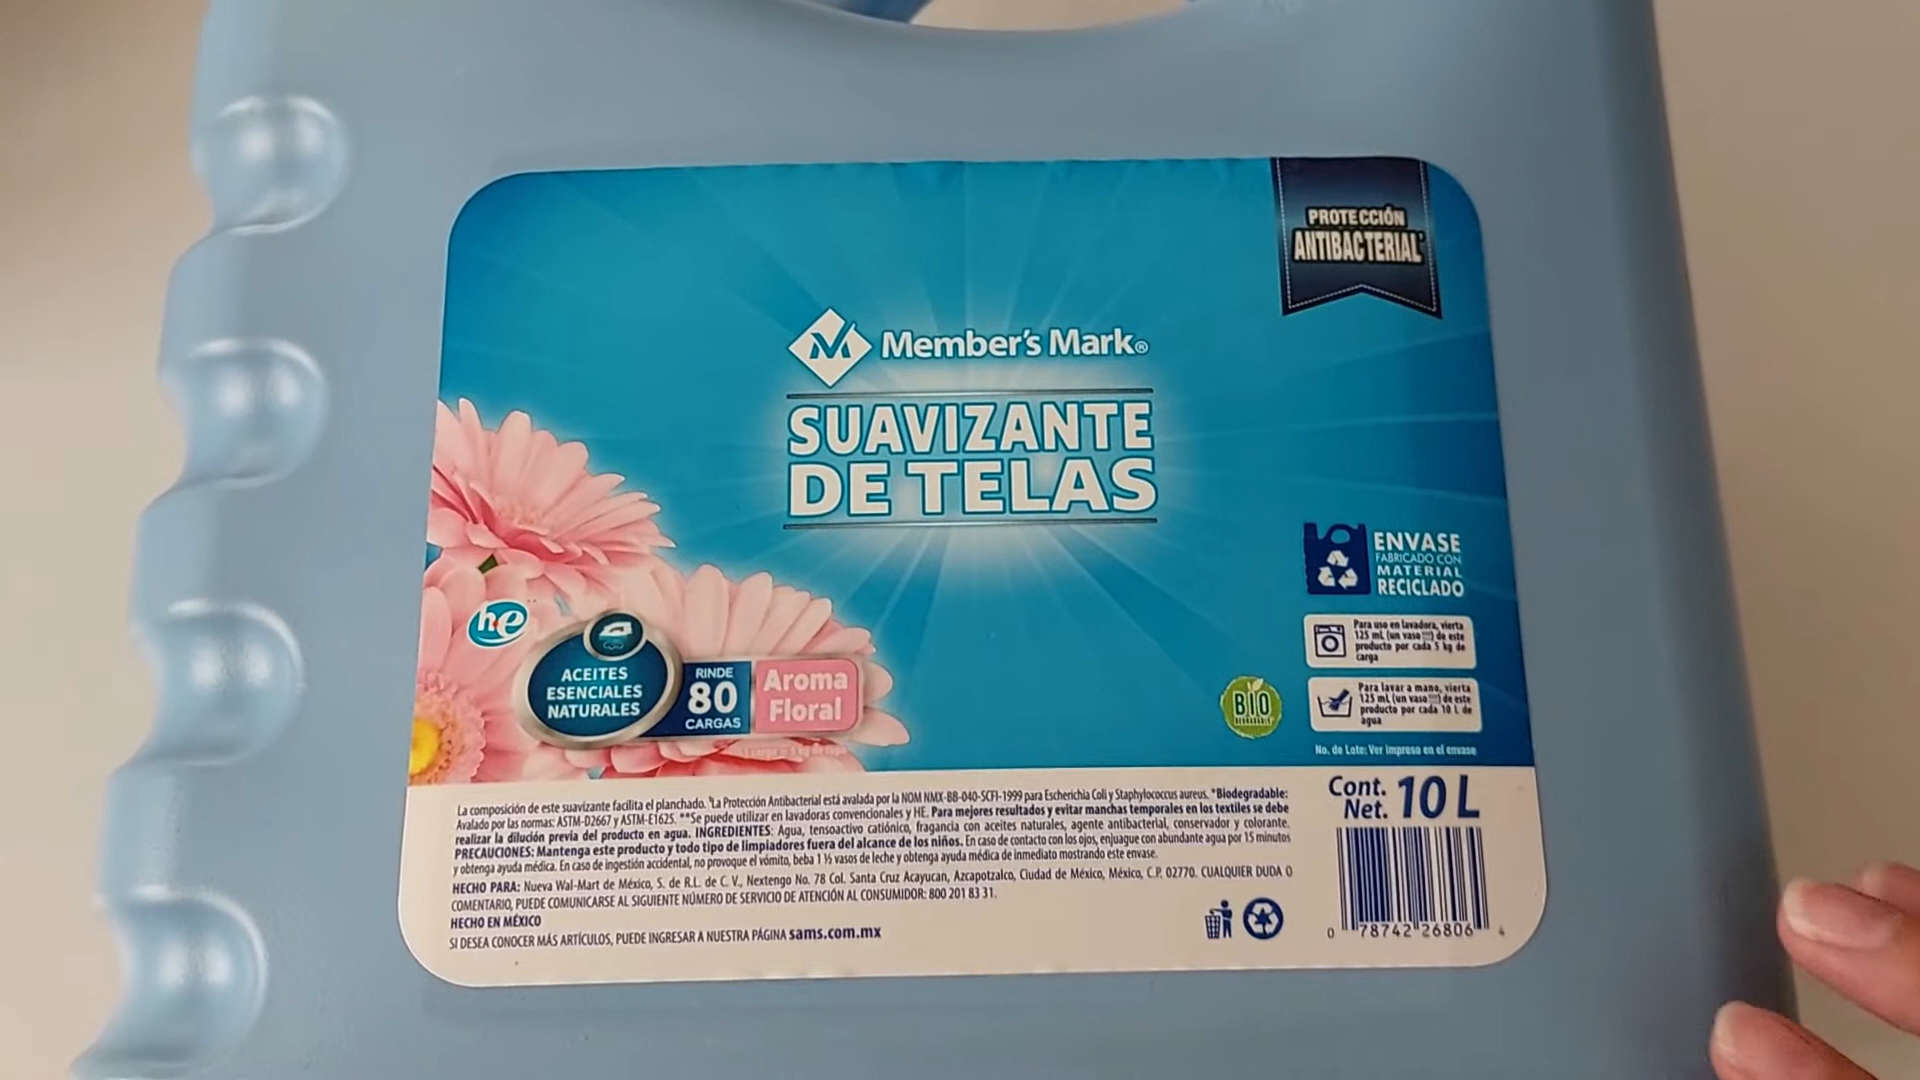 PROTECCIÓN
ANTIBACTERIAL*
Member's Mark®
SUAVIZANTE
DE TELAS
ENVASE
FABRICADO CON
MATERIAL
RECICLADO
he
ACEITES
ESENCIALES
NATURALES
RINDE
80
CARGAS
Aroma
Floral
BIO
Para uso en lavadora, vierta
125 mL (un vaso) de este
producto por cada 5 kg de
carga
Para lavar a mano, vierta
125 mL (un vaso) de este
producto por cada 10 L de
agua
No. de Lote: Ver impreso en el envase
La composición de este suavizante facilita el planchado. *La Protección Antibacterial está avalada por la NOM NMX-BB-040-SCFI-1999 para Escherichia Coli y Staphylococcus aureus. *Biodegradable:
Avalado por las normas: ASTM-D2667 y ASTM-E1625. **Se puede utilizar en lavadoras convencionales y HE. Para mejores resultados y evitar manchas temporales en los textiles se debe
realizar la dilución previa del producto en agua. INGREDIENTES: Agua, tensoactivo catiónico, fragancia con aceites naturales, agente antibacterial, conservador y colorante.
PRECAUCIONES: Mantenga este producto y todo tipo de limpiadores fuera del alcance de los niños. En caso de contacto con los ojos, enjuague con abundante agua por 15 minutos
y obtenga ayuda médica. En caso de ingestión accidental, no provoque el vómito, beba 1 ½ vasos de leche y obtenga ayuda médica de inmediato mostrando este envase.
HECHO PARA: Nueva Wal-Mart de México, S. de R.L. de C. V., Nextengo No. 78 Col. Santa Cruz Acayucan, Azcapotzalco, Ciudad de México, México, C.P. 02770. CUALQUIER DUDA O
COMENTARIO, PUEDE COMUNICARSE AL SIGUIENTE NÚMERO DE SERVICIO DE ATENCIÓN AL CONSUMIDOR: 800 201 83 31.
HECHO EN MÉXICO
SI DESEA CONOCER MÁS ARTÍCULOS, PUEDE INGRESAR A NUESTRA PÁGINA sams.com.mx
Cont.
Net. 10 L
0 78742 26806 4